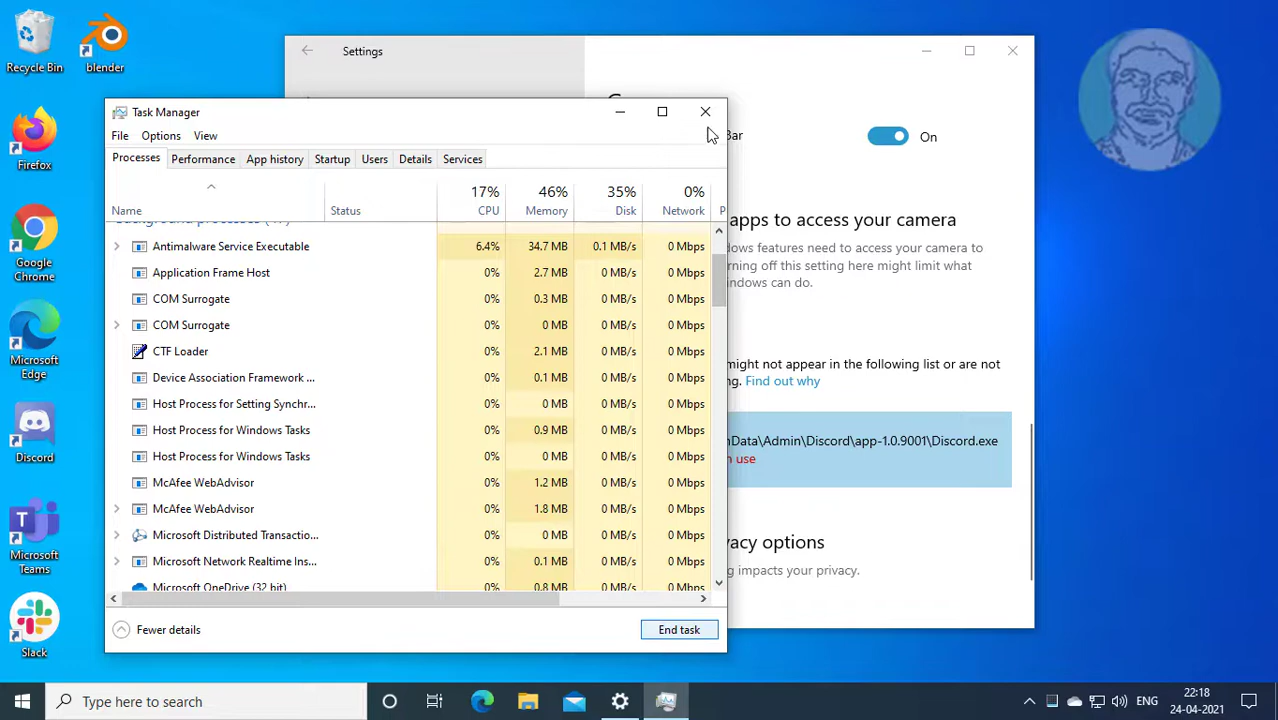 Recycle Bin
blender
Firefox
Google
Chrome
Microsoft
Edge
Discord
Microsoft
Teams
Slack
Settings
Bar
On
apps to access your camera
dows features need to access your camera to
rning off this setting here might limit what
indows can do.
might not appear in the following list or are not
g. Find out why
nData\Admin\Discord\app-1.0.9001\Discord.exe
n use
vacy options
g impacts your privacy.
Task Manager
File Options View
Processes Performance App history Startup Users Details Services
17% 46% 35% 0%
Name Status CPU Memory Disk Network P
Antimalware Service Executable 6.4% 34.7 MB 0.1 MB/s 0 Mbps
Application Frame Host 0% 2.7 MB 0 MB/s 0 Mbps
COM Surrogate 0% 0.3 MB 0 MB/s 0 Mbps
COM Surrogate 0% 0 MB 0 MB/s 0 Mbps
CTF Loader 0% 2.1 MB 0 MB/s 0 Mbps
Device Association Framework ... 0% 0.1 MB 0 MB/s 0 Mbps
Host Process for Setting Synchr... 0% 0 MB 0 MB/s 0 Mbps
Host Process for Windows Tasks 0% 0.9 MB 0 MB/s 0 Mbps
Host Process for Windows Tasks 0% 0 MB 0 MB/s 0 Mbps
McAfee WebAdvisor 0% 1.2 MB 0 MB/s 0 Mbps
McAfee WebAdvisor 0% 1.8 MB 0 MB/s 0 Mbps
Microsoft Distributed Transactio... 0% 0 MB 0 MB/s 0 Mbps
Microsoft Network Realtime Ins... 0% 0.1 MB 0 MB/s 0 Mbps
Microsoft OneDrive (32 bit) 0% 0.8 MB 0 MB/s 0 Mbps
Fewer details End task
Type here to search
ENG
22:18
24-04-2021